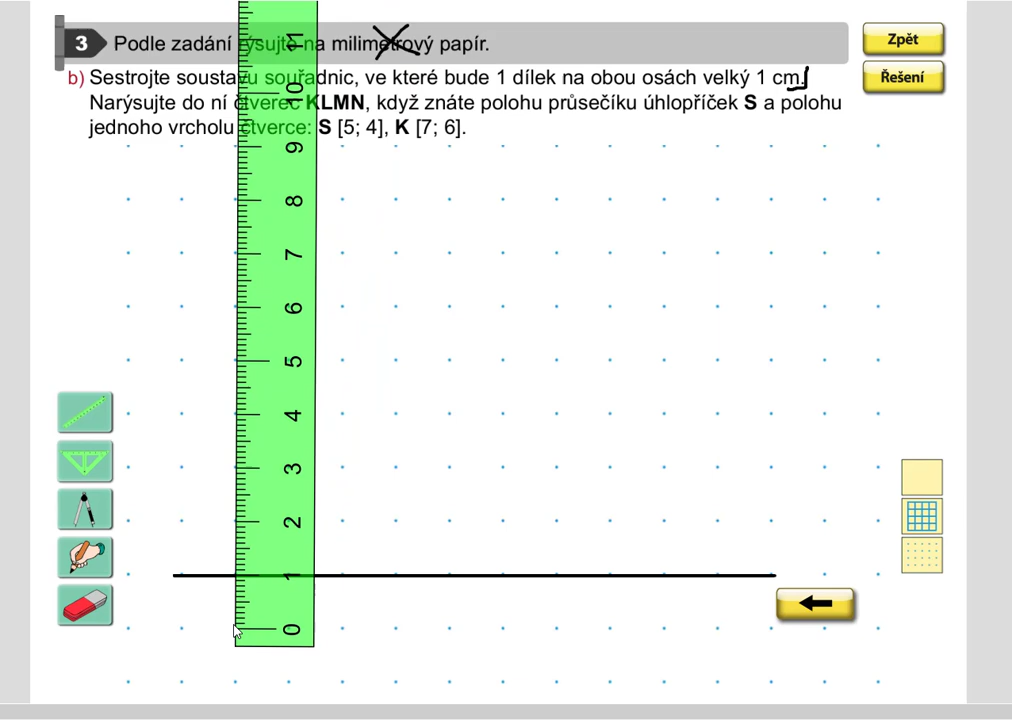 3 Podle zadání rýsujte na milimetrový papír.
Zpět
b) Sestrojte soustavu souřadnic, ve které bude 1 dílek na obou osách velký 1 cm.
Řešení
Narýsujte do ní čtverec KLMN, když znáte polohu průsečíku úhlopříček S a polohu
jednoho vrcholu čtverce: S [5; 4], K [7; 6].
11
10
9
8
7
6
5
4
3
2
1
0